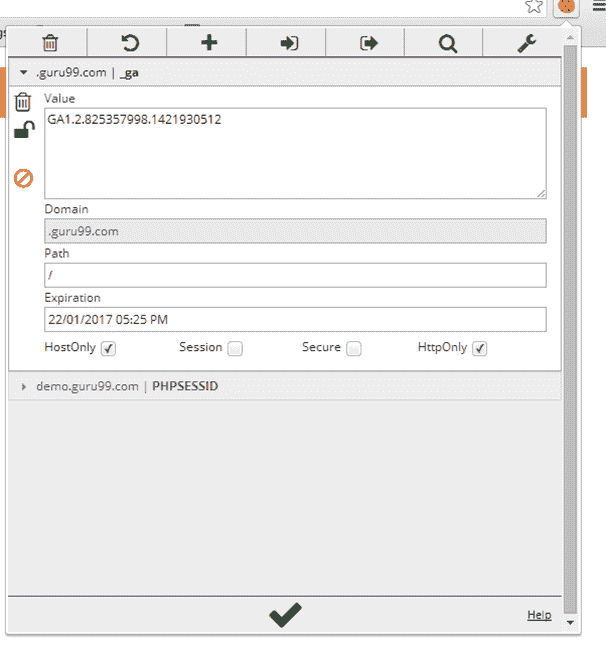 .guru99.com | _ga
Value
GA1.2.825357998.1421930512
Domain
.guru99.com
Path
/
Expiration
22/01/2017 05:25 PM
HostOnly Session Secure HttpOnly
demo.guru99.com | PHPSESSID
Help